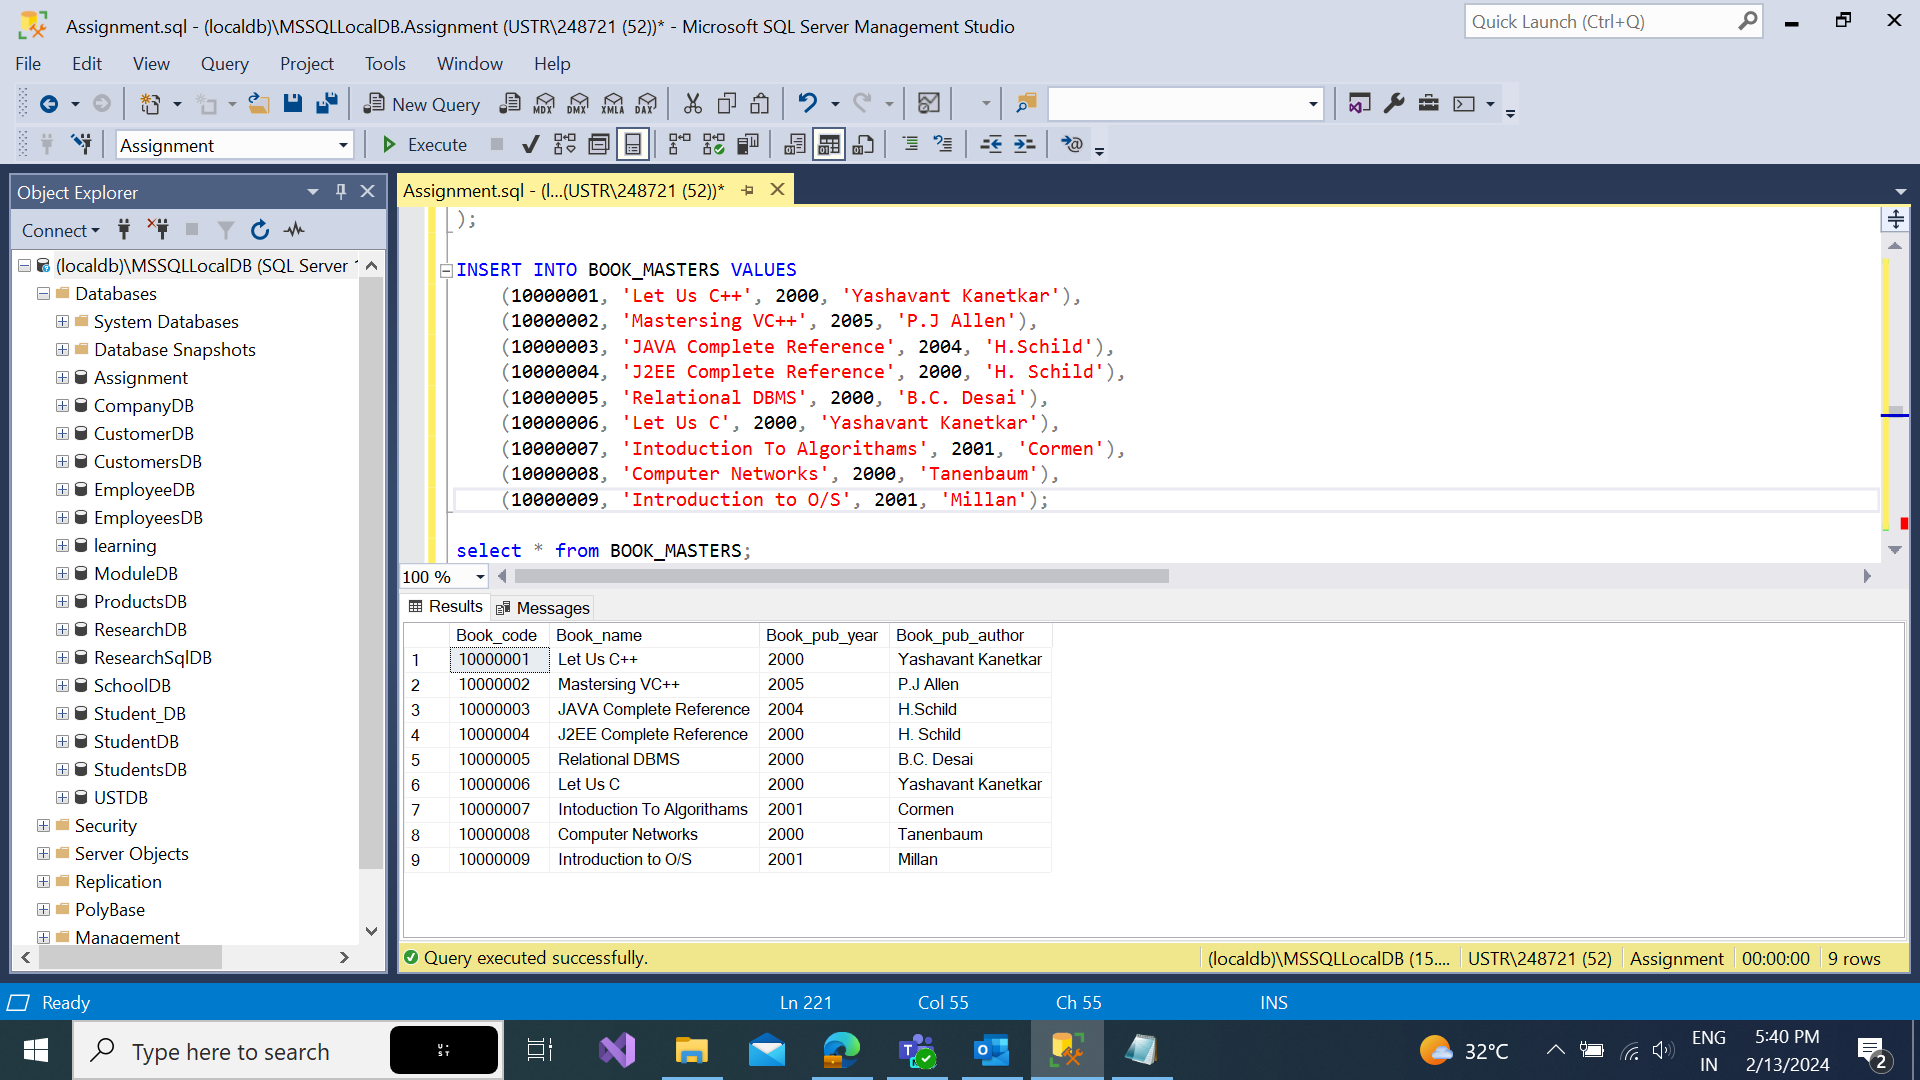 Assignment.sql - (localdb)\MSSQLLocalDB.Assignment (USTR\248721 (52))* - Microsoft SQL Server Management Studio
Quick Launch (Ctrl+Q)
File Edit View Query Project Tools Window Help
New Query MDX DMX XMLA DAX
Assignment Execute
Object Explorer
Assignment.sql - (l...(USTR\248721 (52))*
Connect
(localdb)\MSSQLLocalDB (SQL Server 1
Databases
System Databases
Database Snapshots
Assignment
CompanyDB
CustomerDB
CustomersDB
EmployeeDB
EmployeesDB
learning
ModuleDB
ProductsDB
ResearchDB
ResearchSqlDB
SchoolDB
Student_DB
StudentDB
StudentsDB
USTDB
Security
Server Objects
Replication
PolyBase
Management
);
INSERT INTO BOOK_MASTERS VALUES
(10000001, 'Let Us C++', 2000, 'Yashavant Kanetkar'),
(10000002, 'Mastersing VC++', 2005, 'P.J Allen'),
(10000003, 'JAVA Complete Reference', 2004, 'H.Schild'),
(10000004, 'J2EE Complete Reference', 2000, 'H. Schild'),
(10000005, 'Relational DBMS', 2000, 'B.C. Desai'),
(10000006, 'Let Us C', 2000, 'Yashavant Kanetkar'),
(10000007, 'Intoduction To Algorithams', 2001, 'Cormen'),
(10000008, 'Computer Networks', 2000, 'Tanenbaum'),
(10000009, 'Introduction to O/S', 2001, 'Millan');
select * from BOOK_MASTERS;
100 %
Results Messages
Book_code Book_name Book_pub_year Book_pub_author
1 10000001 Let Us C++ 2000 Yashavant Kanetkar
2 10000002 Mastersing VC++ 2005 P.J Allen
3 10000003 JAVA Complete Reference 2004 H.Schild
4 10000004 J2EE Complete Reference 2000 H. Schild
5 10000005 Relational DBMS 2000 B.C. Desai
6 10000006 Let Us C 2000 Yashavant Kanetkar
7 10000007 Intoduction To Algorithams 2001 Cormen
8 10000008 Computer Networks 2000 Tanenbaum
9 10000009 Introduction to O/S 2001 Millan
Query executed successfully. (localdb)\MSSQLLocalDB (15.... USTR\248721 (52) Assignment 00:00:00 9 rows
Ready Ln 221 Col 55 Ch 55 INS
Type here to search
32°C
ENG
IN
5:40 PM
2/13/2024
2